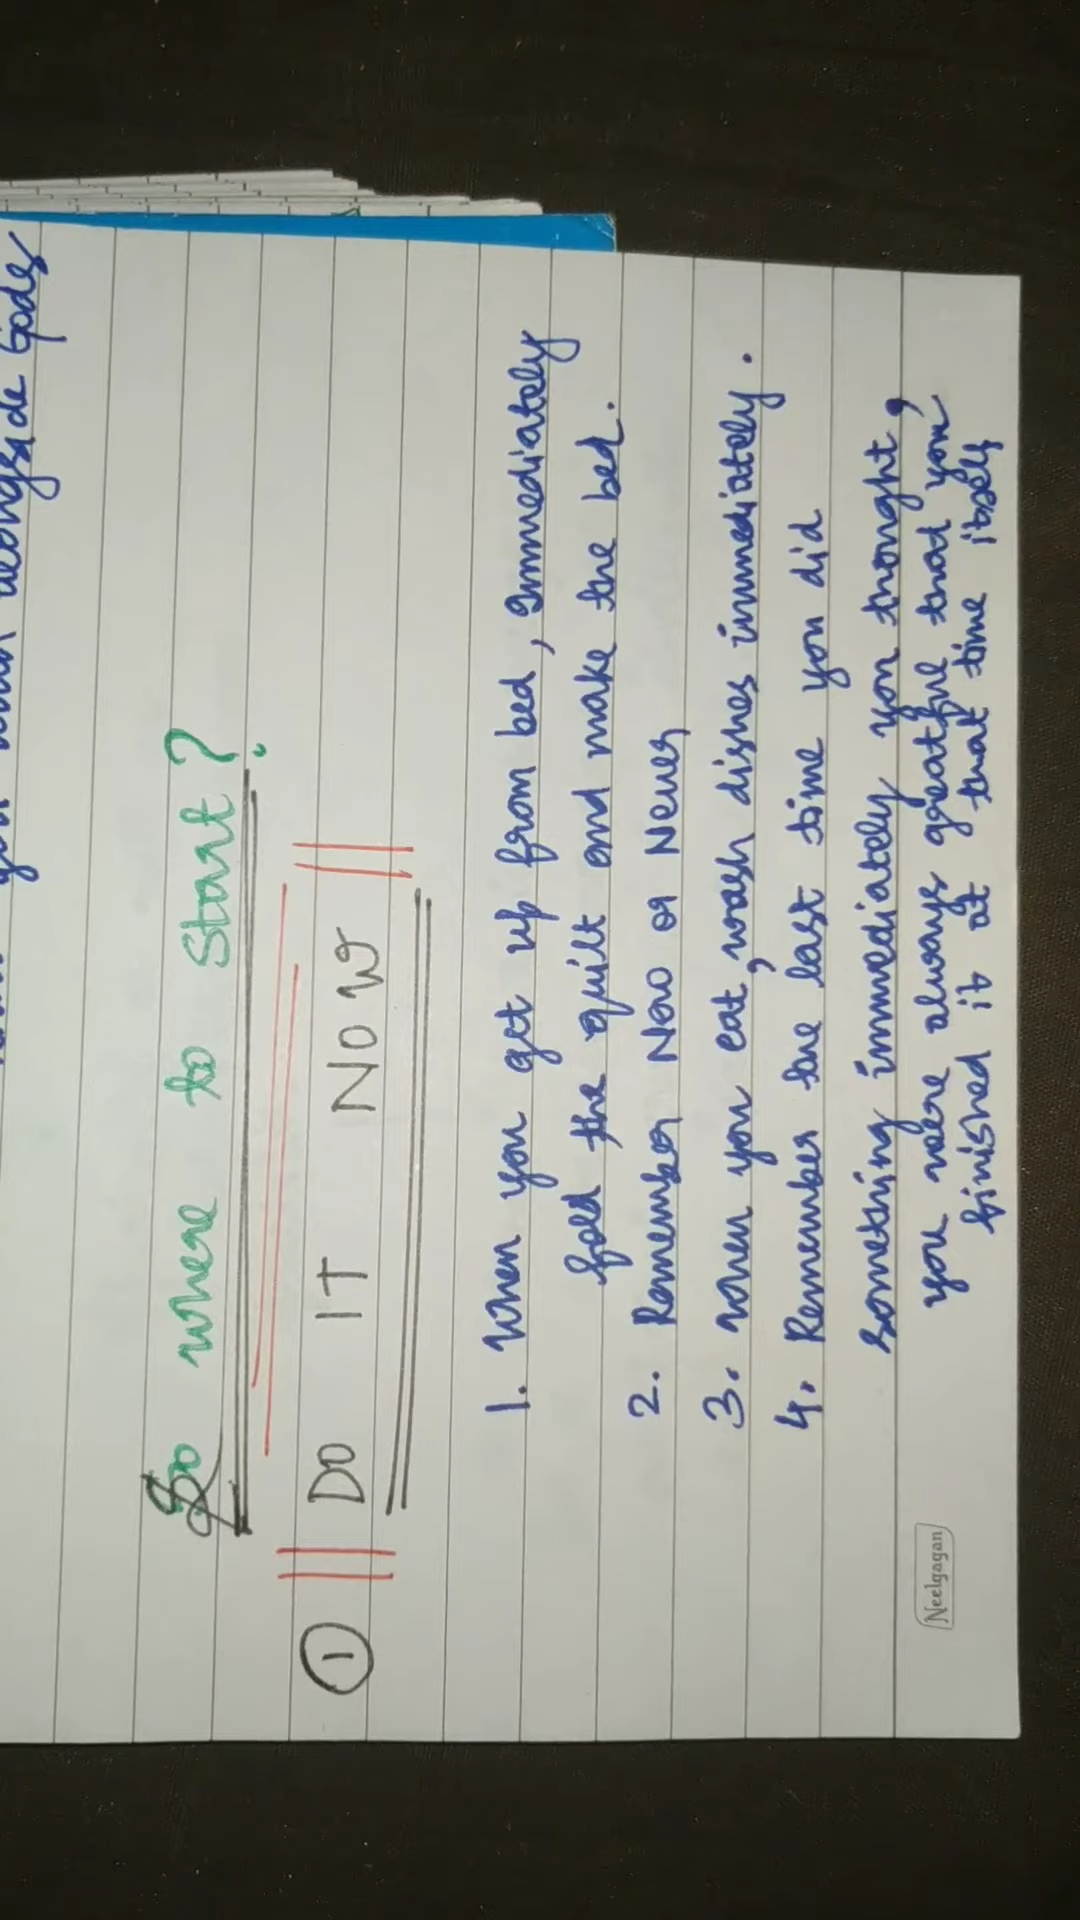 alongside Gods
So where to start?
① DO IT NOW
1. When you get up from bed, immediately
fold the quilt and make the bed.
2. Remember Now or Never
3. when you eat, wash dishes immediately.
4. Remember the last time you did
something immediately you thought,
you were always greatful that you
finished it at that time itself
Neelgagan